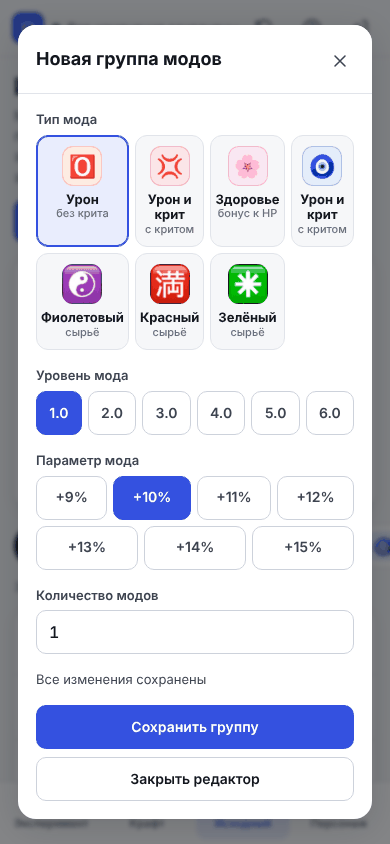 Новая группа модов
Тип мода
Урон
без крита
Урон и
крит
с критом
Здоровье
бонус к HP
Урон и
крит
с критом
Фиолетовый
сырьё
満
Красный
сырьё
Зелёный
сырьё
Уровень мода
1.0 2.0 3.0 4.0 5.0 6.0
Параметр мода
+9% +10% +11% +12%
+13% +14% +15%
Количество модов
1
Все изменения сохранены
Сохранить группу
Закрыть редактор